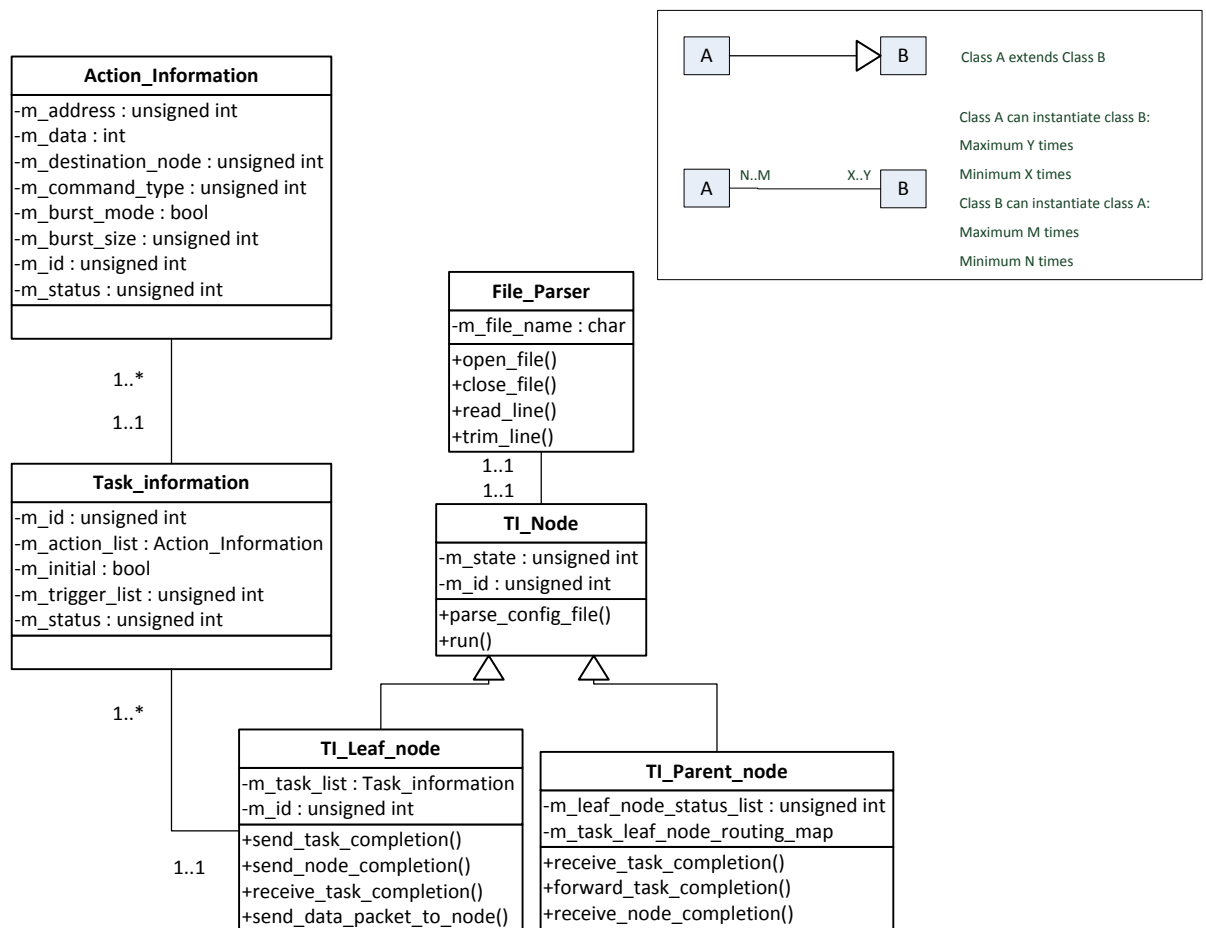 Action_Information
-m_address : unsigned int
-m_data : int
-m_destination_node : unsigned int
-m_command_type : unsigned int
-m_burst_mode : bool
-m_burst_size : unsigned int
-m_id : unsigned int
-m_status : unsigned int
A
B
Class A extends Class B
A
N..M
X..Y
B
Class A can instantiate class B:
Maximum Y times
Minimum X times
Class B can instantiate class A:
Maximum M times
Minimum N times
1..*
1..1
File_Parser
-m_file_name : char
+open_file()
+close_file()
+read_line()
+trim_line()
1..1
1..1
Task_information
-m_id : unsigned int
-m_action_list : Action_Information
-m_initial : bool
-m_trigger_list : unsigned int
-m_status : unsigned int
TI_Node
-m_state : unsigned int
-m_id : unsigned int
+parse_config_file()
+run()
1..*
1..1
TI_Leaf_node
-m_task_list : Task_information
-m_id : unsigned int
+send_task_completion()
+send_node_completion()
+receive_task_completion()
+send_data_packet_to_node()
TI_Parent_node
-m_leaf_node_status_list : unsigned int
-m_task_leaf_node_routing_map
+receive_task_completion()
+forward_task_completion()
+receive_node_completion()